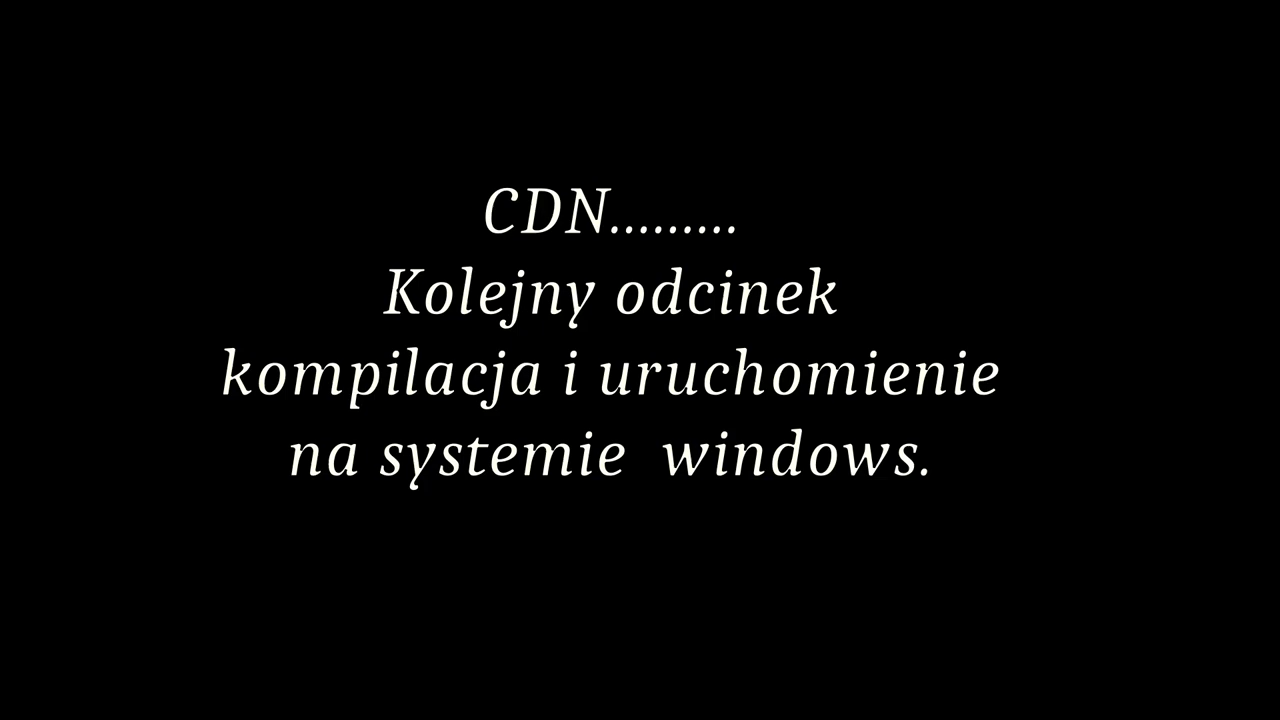 CDN.........
Kolejny odcinek
kompilacja i uruchomienie
na systemie  windows.